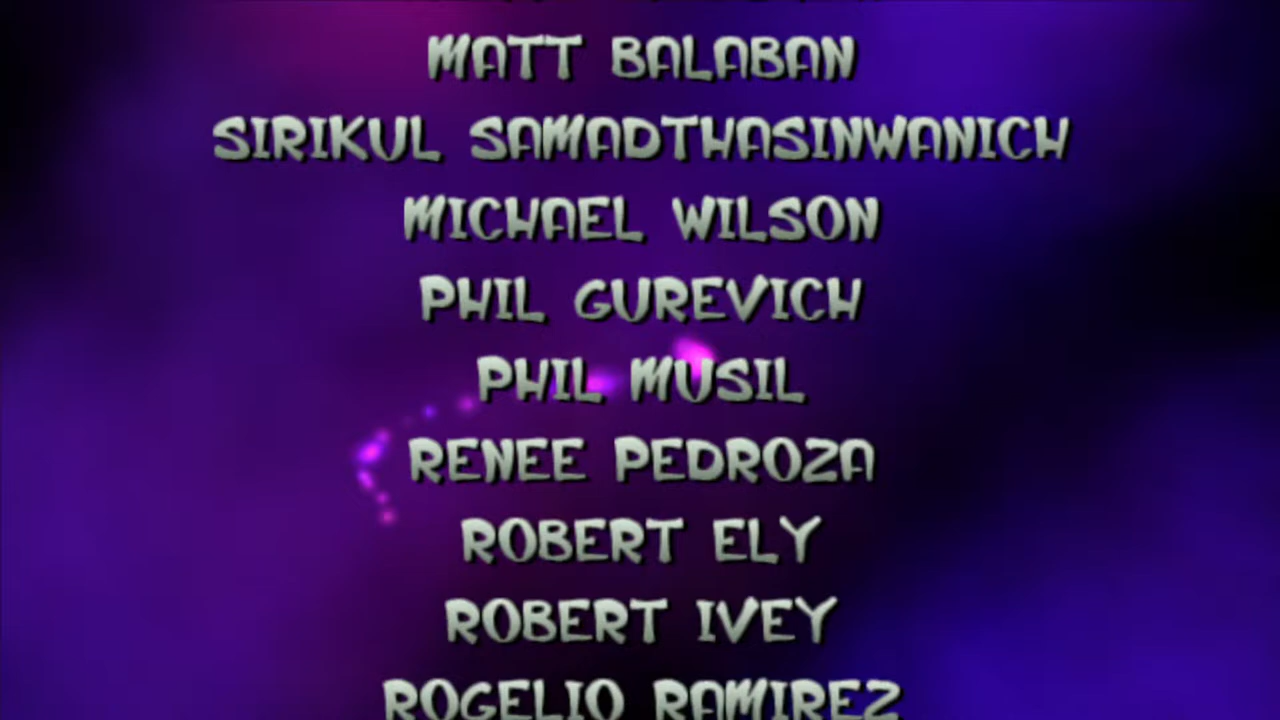 MATT BALABAN
SIRIKUL SAMADTHASINWANICH
MICHAEL WILSON
PHIL GUREVICH
PHIL MUSIL
RENEE PEDROZA
ROBERT ELY
ROBERT IVEY
ROGELIO RAMIREZ